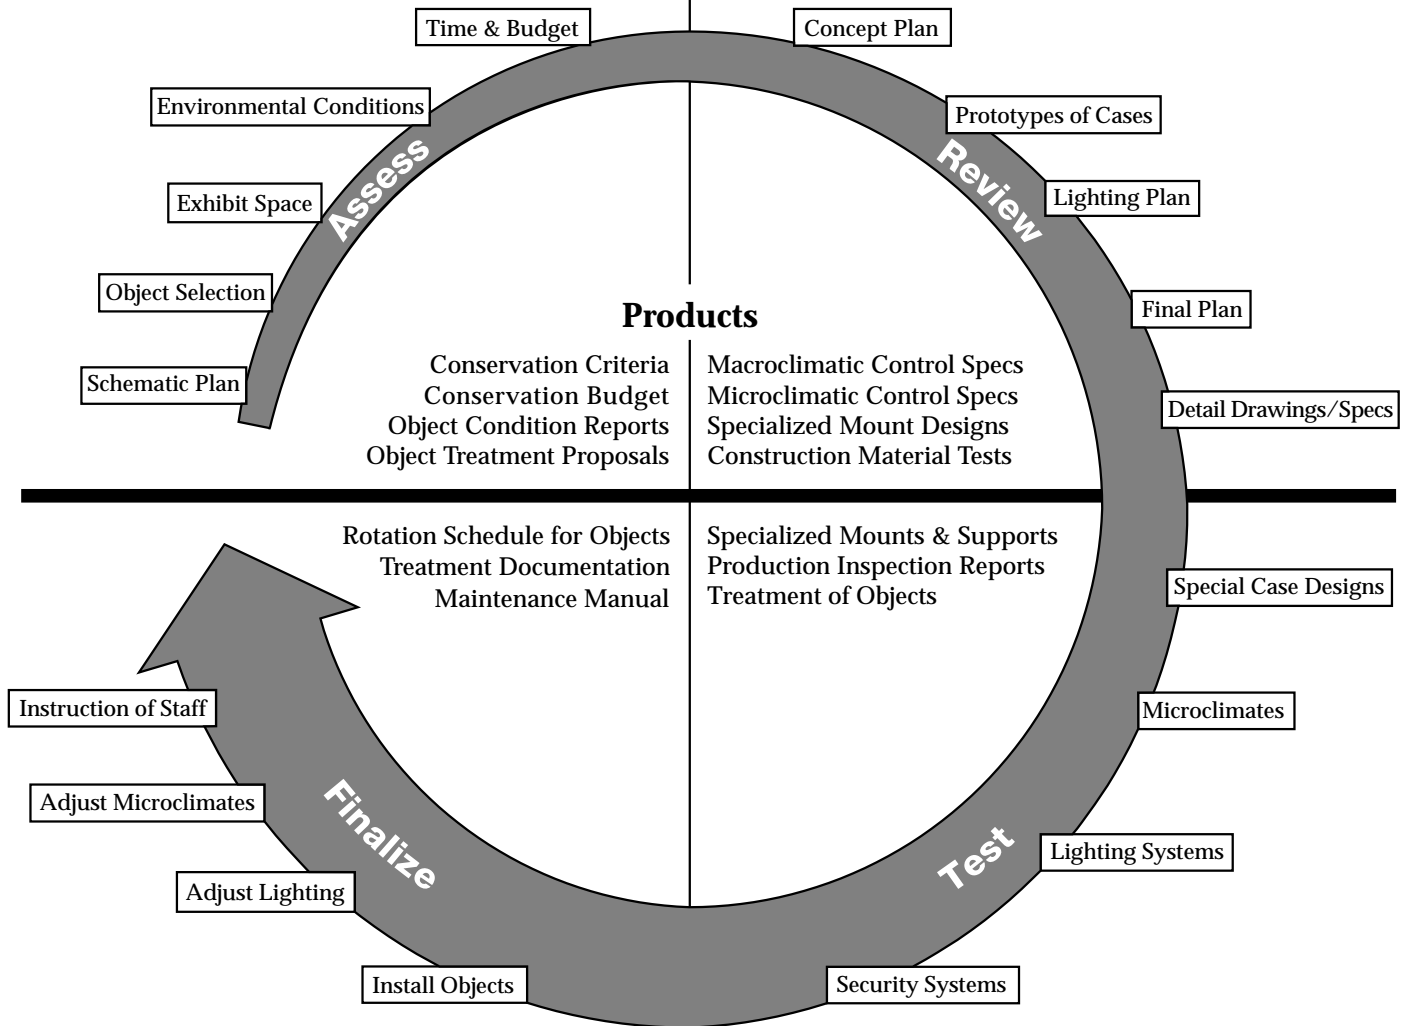 Time & Budget
Concept Plan
Environmental Conditions
Prototypes of Cases
Assess
Review
Exhibit Space
Lighting Plan
Object Selection
Final Plan
Schematic Plan
Detail Drawings/Specs
Products
Conservation Criteria
Conservation Budget
Object Condition Reports
Object Treatment Proposals
Macroclimatic Control Specs
Microclimatic Control Specs
Specialized Mount Designs
Construction Material Tests
Rotation Schedule for Objects
Treatment Documentation
Maintenance Manual
Specialized Mounts & Supports
Production Inspection Reports
Treatment of Objects
Special Case Designs
Instruction of Staff
Microclimates
Adjust Microclimates
Finalize
Test
Lighting Systems
Adjust Lighting
Install Objects
Security Systems